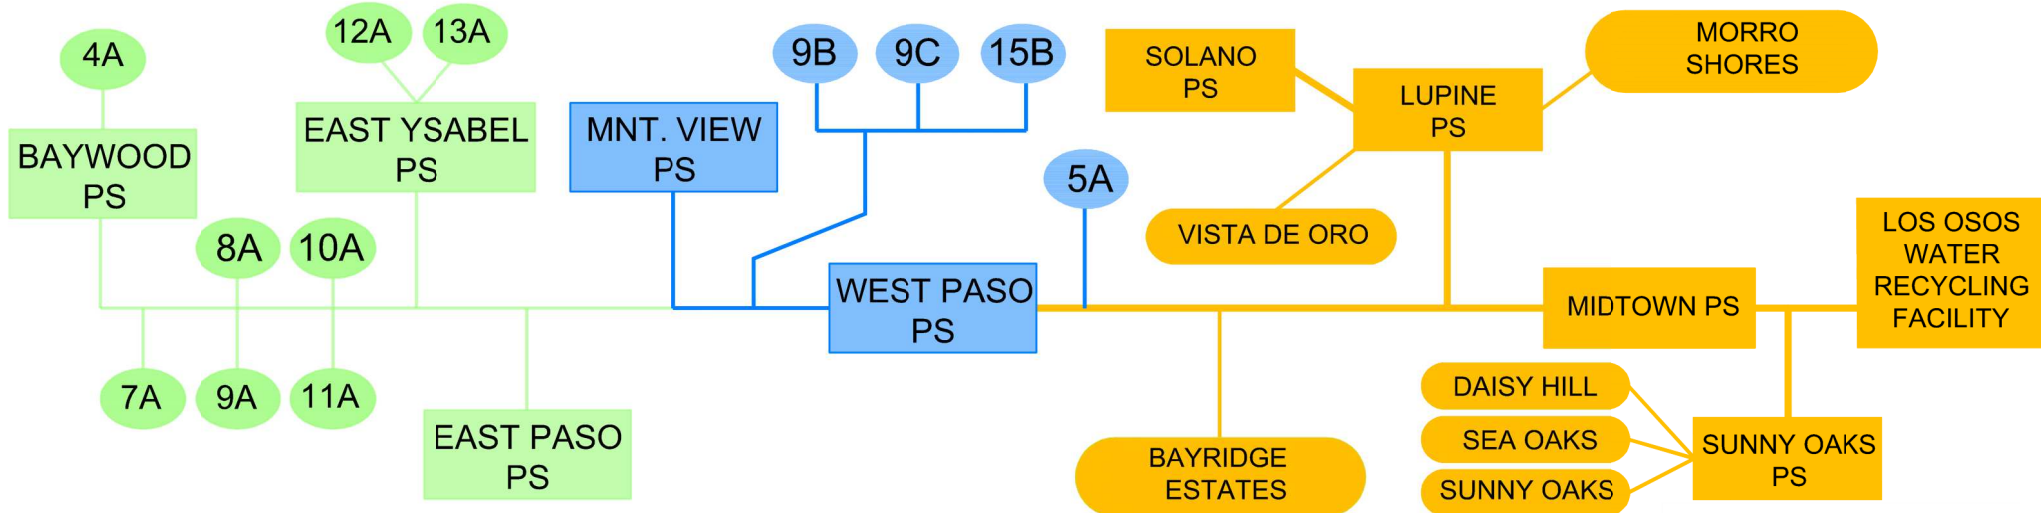 4A
BAYWOOD
PS
12A
13A
EAST YSABEL
PS
8A
10A
7A
9A
11A
EAST PASO
PS
MNT. VIEW
PS
9B
9C
15B
WEST PASO
PS
5A
SOLANO
PS
LUPINE
PS
MORRO
SHORES
VISTA DE ORO
BAYRIDGE
ESTATES
MIDTOWN PS
LOS OSOS
WATER
RECYCLING
FACILITY
DAISY HILL
SEA OAKS
SUNNY OAKS
SUNNY OAKS
PS